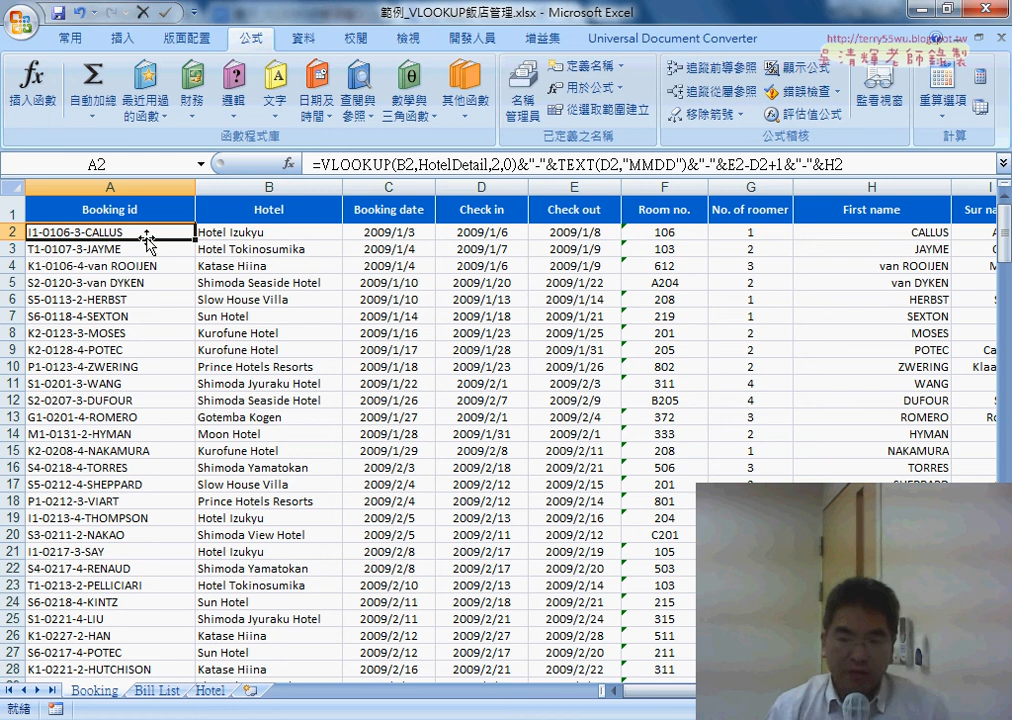 範例_VLOOKUP飯店管理.xlsx - Microsoft Excel
常用 插入 版面配置 公式 資料 校閱 檢視 開發人員 增益集 Universal Document Converter
http://terry55wu.blogspot.tw
吳清輝老師錄製
插入函數 自動加總 最近用過的函數 財務 邏輯 文字 日期及時間 查閱與參照 數學與三角函數 其他函數
函數程式庫
名稱管理員 定義名稱 用於公式 從選取範圍建立
已定義之名稱
追蹤前導參照 追蹤從屬參照 移除箭號 顯示公式 錯誤檢查 評估值公式 監看視窗
公式稽核
重算選項
計算
A2 fx =VLOOKUP(B2,HotelDetail,2,0)&"-"&TEXT(D2,"MMDD")&"-"&E2-D2+1&"-"&H2
A B C D E F G H I
1 Booking id Hotel Booking date Check in Check out Room no. No. of roomer First name Sur na
2 I1-0106-3-CALLUS Hotel Izukyu 2009/1/3 2009/1/6 2009/1/8 106 1 CALLUS
3 T1-0107-3-JAYME Hotel Tokinosumika 2009/1/4 2009/1/7 2009/1/9 103 2 JAYME
4 K1-0106-4-van ROOIJEN Katase Hiina 2009/1/4 2009/1/6 2009/1/9 612 3 van ROOIJEN
5 S2-0120-3-van DYKEN Shimoda Seaside Hotel 2009/1/10 2009/1/20 2009/1/22 A204 2 van DYKEN
6 S5-0113-2-HERBST Slow House Villa 2009/1/10 2009/1/13 2009/1/14 208 1 HERBST
7 S6-0118-4-SEXTON Sun Hotel 2009/1/14 2009/1/18 2009/1/21 219 1 SEXTON
8 K2-0123-3-MOSES Kurofune Hotel 2009/1/16 2009/1/23 2009/1/25 201 2 MOSES
9 K2-0128-4-POTEC Kurofune Hotel 2009/1/17 2009/1/28 2009/1/31 205 2 POTEC Ca
10 P1-0123-4-ZWERING Prince Hotels Resorts 2009/1/18 2009/1/23 2009/1/26 802 2 ZWERING Klaa
11 S1-0201-3-WANG Shimoda Jyuraku Hotel 2009/1/22 2009/2/1 2009/2/3 311 4 WANG
12 S2-0207-3-DUFOUR Shimoda Seaside Hotel 2009/1/26 2009/2/7 2009/2/9 B205 4 DUFOUR
13 G1-0201-4-ROMERO Gotemba Kogen 2009/1/27 2009/2/1 2009/2/4 372 3 ROMERO
14 M1-0131-2-HYMAN Moon Hotel 2009/1/28 2009/1/31 2009/2/1 333 2 HYMAN
15 K2-0208-4-NAKAMURA Kurofune Hotel 2009/1/29 2009/2/8 2009/2/11 208 1 NAKAMURA
16 S4-0218-4-TORRES Shimoda Yamatokan 2009/2/3 2009/2/18 2009/2/21 506 3 TORRES
17 S5-0212-4-SHEPPARD Slow House Villa 2009/2/4 2009/2/12 2009/2/15 201
18 P1-0212-3-VIART Prince Hotels Resorts 2009/2/4 2009/2/12 2009/2/14 801
19 I1-0213-4-THOMPSON Hotel Izukyu 2009/2/5 2009/2/13 2009/2/16 204
20 S3-0211-2-NAKAO Shimoda View Hotel 2009/2/5 2009/2/11 2009/2/12 C201
21 I1-0217-3-SAY Hotel Izukyu 2009/2/8 2009/2/17 2009/2/19 105
22 S4-0217-4-RENAUD Shimoda Yamatokan 2009/2/8 2009/2/17 2009/2/20 503
23 T1-0213-2-PELLICIARI Hotel Tokinosumika 2009/2/10 2009/2/13 2009/2/14 103
24 S6-0218-4-KINTZ Sun Hotel 2009/2/11 2009/2/18 2009/2/21 215
25 S1-0221-4-LIU Shimoda Jyuraku Hotel 2009/2/11 2009/2/21 2009/2/24 315
26 K1-0227-2-HAN Katase Hiina 2009/2/12 2009/2/27 2009/2/28 511
27 S6-0217-4-POTEC Sun Hotel 2009/2/12 2009/2/17 2009/2/20 211
28 K1-0221-2-HUTCHISON Katase Hiina 2009/2/16 2009/2/21 2009/2/22 311
Booking Bill List Hotel
就緒